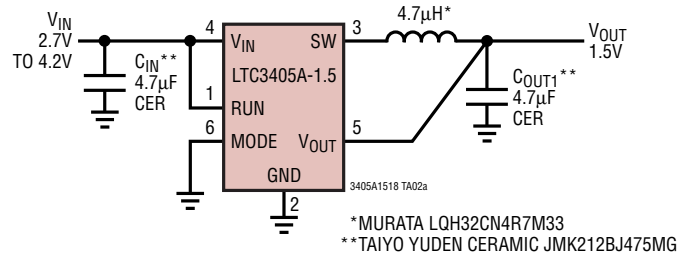 4.7µH*
VIN
2.7V
TO 4.2V
CIN**
4.7µF
CER
4
VIN
SW
3
LTC3405A-1.5
1
RUN
6
MODE
VOUT
5
GND
2
VOUT
1.5V
COUT1**
4.7µF
CER
3405A1518 TA02a
*MURATA LQH32CN4R7M33
**TAIYO YUDEN CERAMIC JMK212BJ475MG